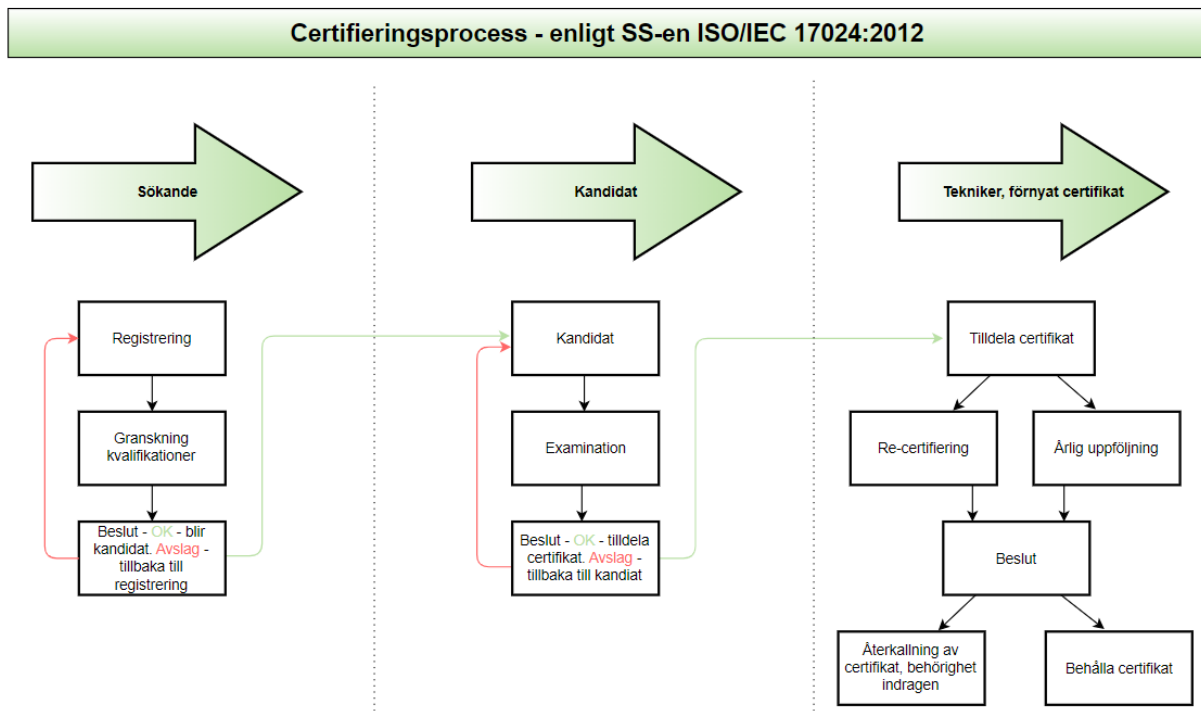 Certifieringsprocess - enligt SS-en ISO/IEC 17024:2012
Sökande
Kandidat
Tekniker, förnyat certifikat
Registrering
Granskning
kvalifikationer
Beslut - OK - blir
kandidat. Avslag -
tillbaka till
registrering
Kandidat
Examination
Beslut - OK - tilldela
certifikat. Avslag -
tillbaka till kandiat
Tilldela certifikat
Re-certifiering
Årlig uppföljning
Beslut
Återkallning av
certifikat, behörighet
indragen
Behålla certifikat